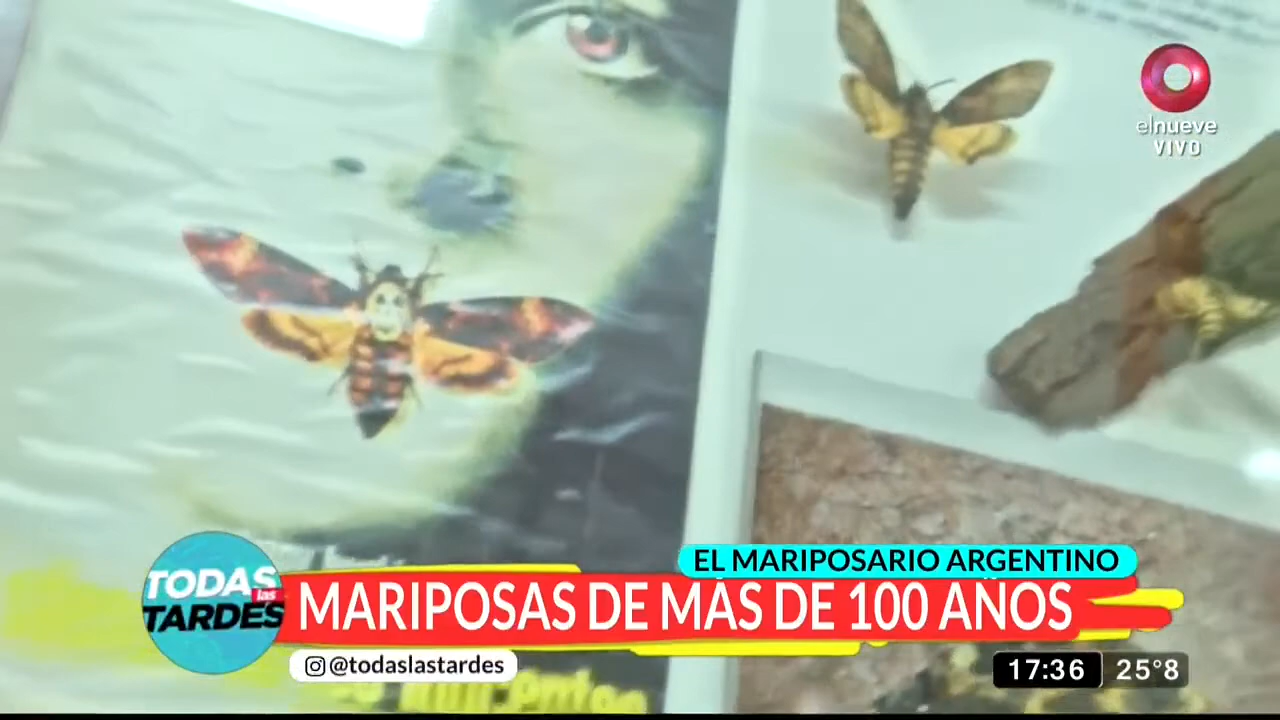 elnueve
VIVO
EL MARIPOSARIO ARGENTINO
TODAS
las
TARDES
MARIPOSAS DE MÁS DE 100 AÑOS
@todaslastardes
17:36
25°8